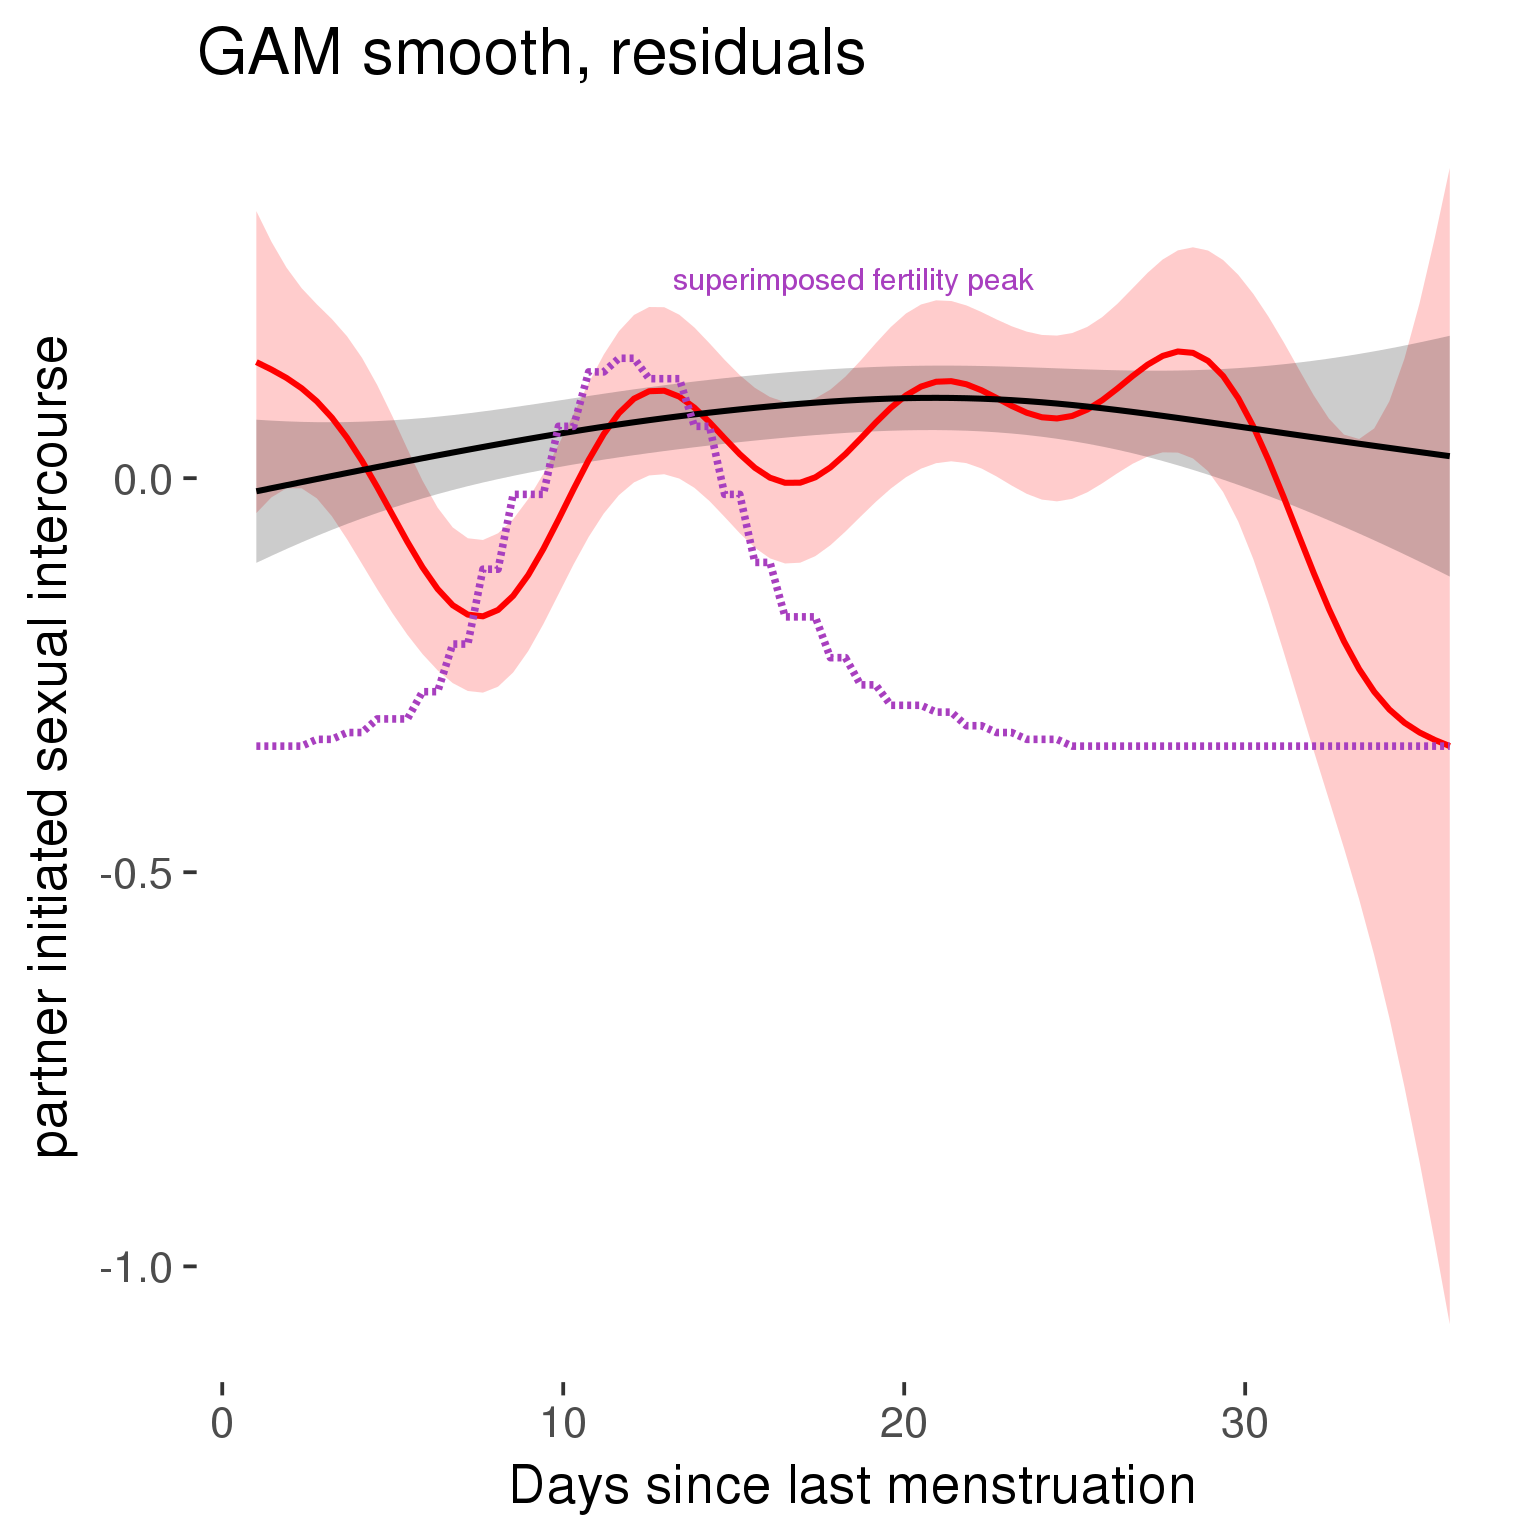 GAM smooth, residuals
superimposed fertility peak
partner initiated sexual intercourse
0.0
-0.5
-1.0
0
10
20
30
Days since last menstruation